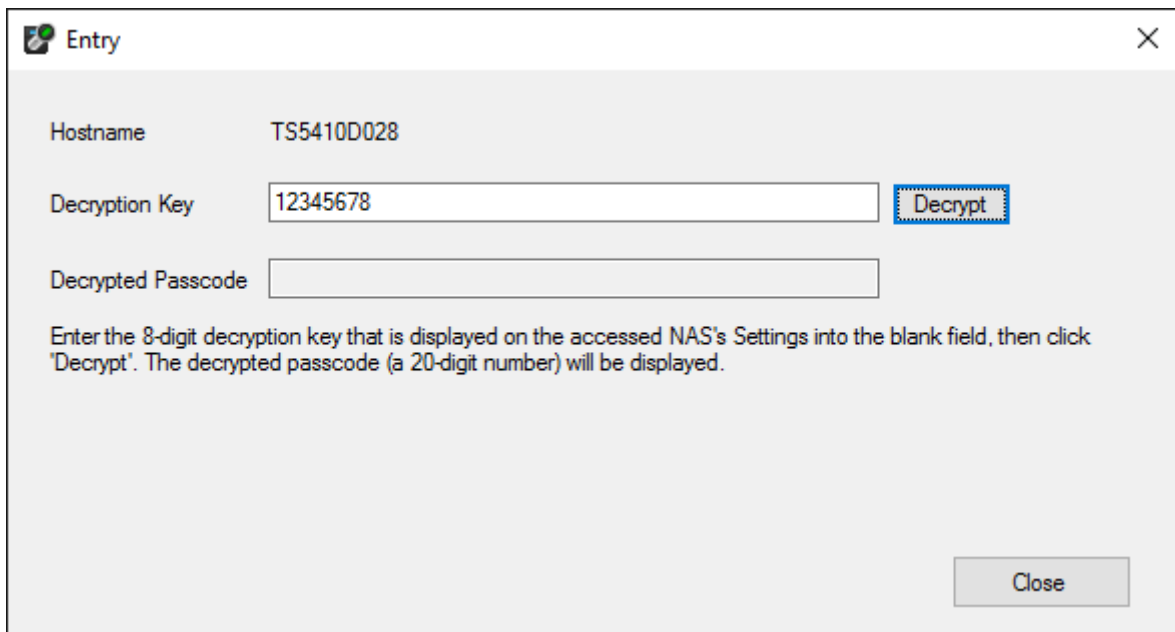 Entry
Hostname TS5410D028
Decryption Key 12345678 Decrypt
Decrypted Passcode
Enter the 8-digit decryption key that is displayed on the accessed NAS's Settings into the blank field, then click
'Decrypt'. The decrypted passcode (a 20-digit number) will be displayed.
Close